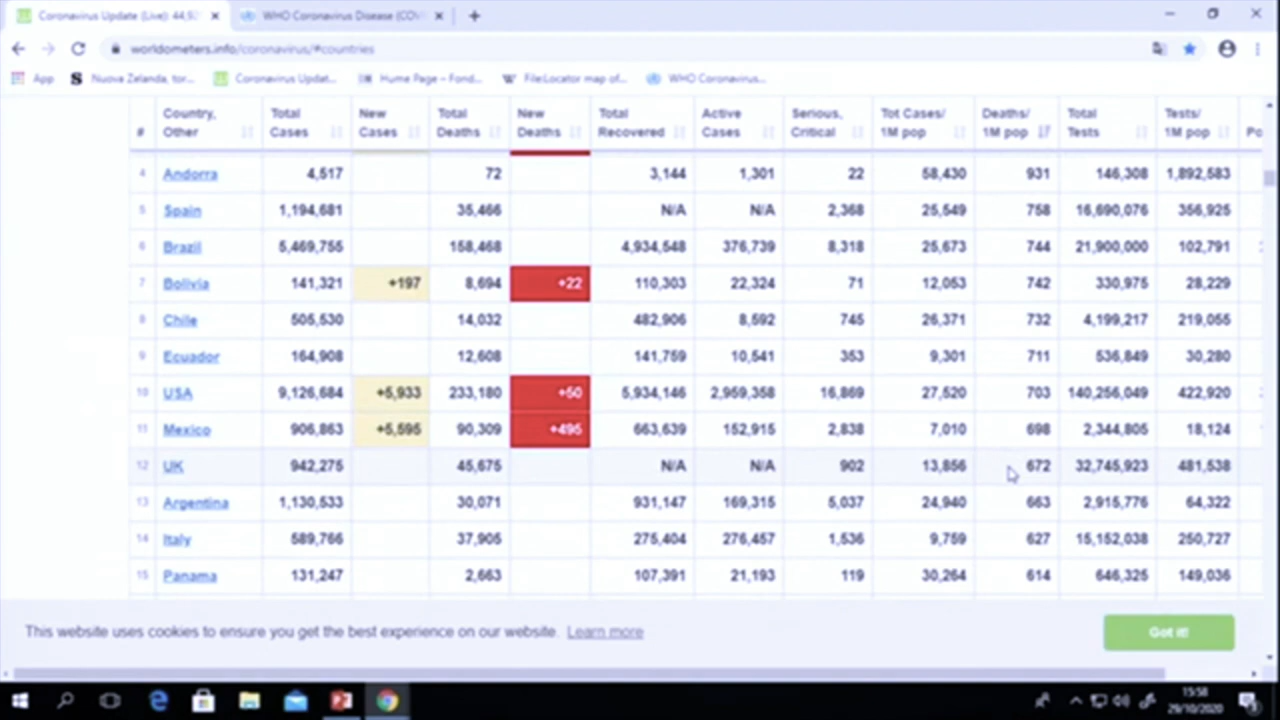 Coronavirus Update (Live): 44,92
WHO Coronavirus Disease (COVI
worldometers.info/coronavirus/#countries
App Nuova Zelanda, tor... Coronavirus Updat... Home Page – Fond... File:Locator map of... WHO Coronavirus...
# Country, Other Total Cases New Cases Total Deaths New Deaths Total Recovered Active Cases Serious, Critical Tot Cases/ 1M pop Deaths/ 1M pop Total Tests Tests/ 1M pop Po
4 Andorra 4,517 72 3,144 1,301 22 58,430 931 146,308 1,892,583
5 Spain 1,194,681 35,466 N/A N/A 2,368 25,549 758 16,690,076 356,925
6 Brazil 5,469,755 158,468 4,934,548 376,739 8,318 25,673 744 21,900,000 102,791
7 Bolivia 141,321 +197 8,694 +22 110,303 22,324 71 12,053 742 330,975 28,229
8 Chile 505,530 14,032 482,906 8,592 745 26,371 732 4,199,217 219,055
9 Ecuador 164,908 12,608 141,759 10,541 353 9,301 711 536,849 30,280
10 USA 9,126,684 +5,933 233,180 +50 5,934,146 2,959,358 16,869 27,520 703 140,256,049 422,920
11 Mexico 906,863 +5,595 90,309 +495 663,639 152,915 2,838 7,010 698 2,344,805 18,124
12 UK 942,275 45,675 N/A N/A 902 13,856 672 32,745,923 481,538
13 Argentina 1,130,533 30,071 931,147 169,315 5,037 24,940 663 2,915,776 64,322
14 Italy 589,766 37,905 275,404 276,457 1,536 9,759 627 15,152,038 250,727
15 Panama 131,247 2,663 107,391 21,193 119 30,264 614 646,325 149,036
This website uses cookies to ensure you get the best experience on our website. Learn more
Got it!
15:58
29/10/2020